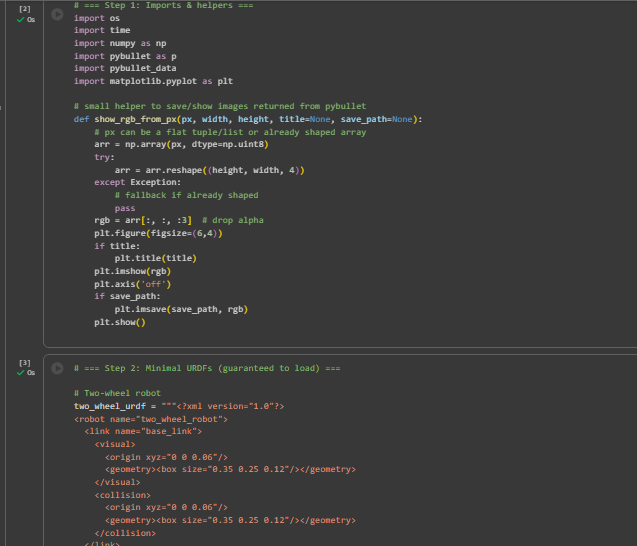 [2]
0s
# === Step 1: Imports & helpers ===
import os
import time
import numpy as np
import pybullet as p
import pybullet_data
import matplotlib.pyplot as plt
# small helper to save/show images returned from pybullet
def show_rgb_from_px(px, width, height, title=None, save_path=None):
    # px can be a flat tuple/list or already shaped array
    arr = np.array(px, dtype=np.uint8)
    try:
        arr = arr.reshape((height, width, 4))
    except Exception:
        # fallback if already shaped
        pass
    rgb = arr[:, :, :3]  # drop alpha
    plt.figure(figsize=(6,4))
    if title:
        plt.title(title)
    plt.imshow(rgb)
    plt.axis('off')
    if save_path:
        plt.imsave(save_path, rgb)
    plt.show()
[3]
0s
# === Step 2: Minimal URDFs (guaranteed to load) ===
# Two-wheel robot
two_wheel_urdf = """<?xml version="1.0"?>
<robot name="two_wheel_robot">
  <link name="base_link">
    <visual>
      <origin xyz="0 0 0.06"/>
      <geometry><box size="0.35 0.25 0.12"/></geometry>
    </visual>
    <collision>
      <origin xyz="0 0 0.06"/>
      <geometry><box size="0.35 0.25 0.12"/></geometry>
    </collision>
  </link>